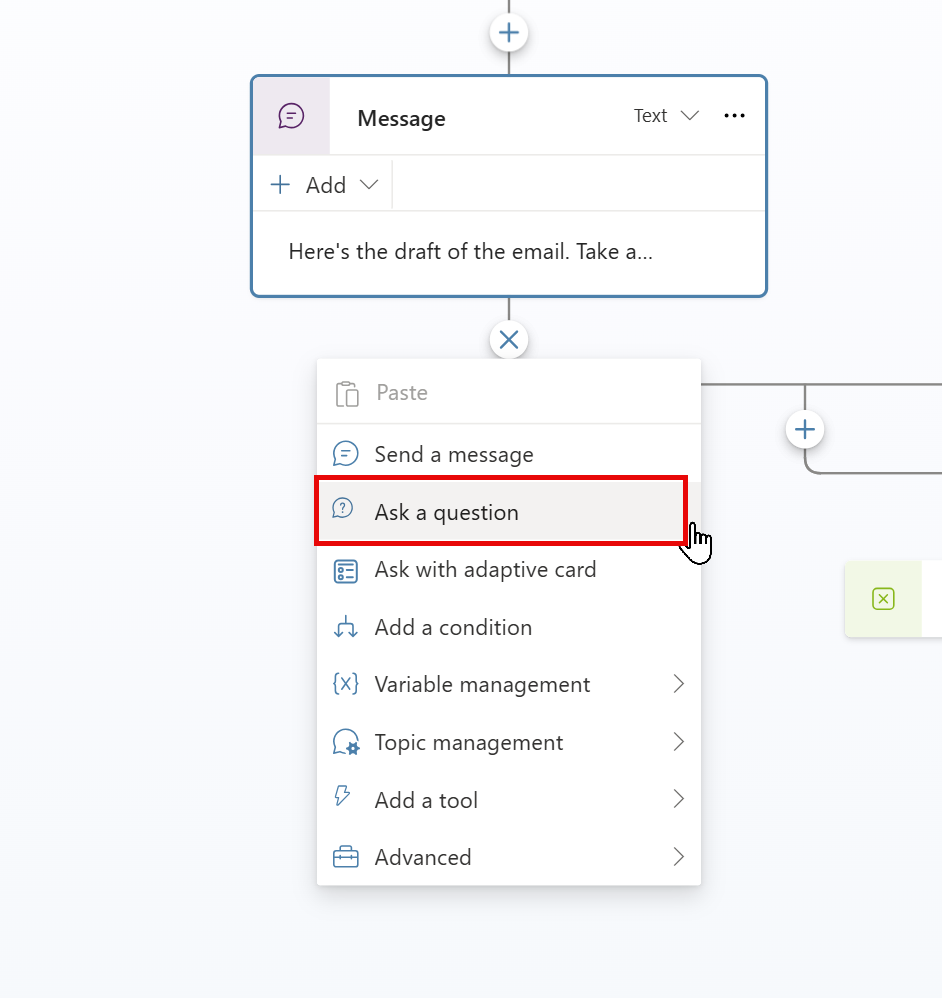 Message
Text
Add
Here's the draft of the email. Take a...
Paste
Send a message
Ask a question
Ask with adaptive card
Add a condition
Variable management
Topic management
Add a tool
Advanced